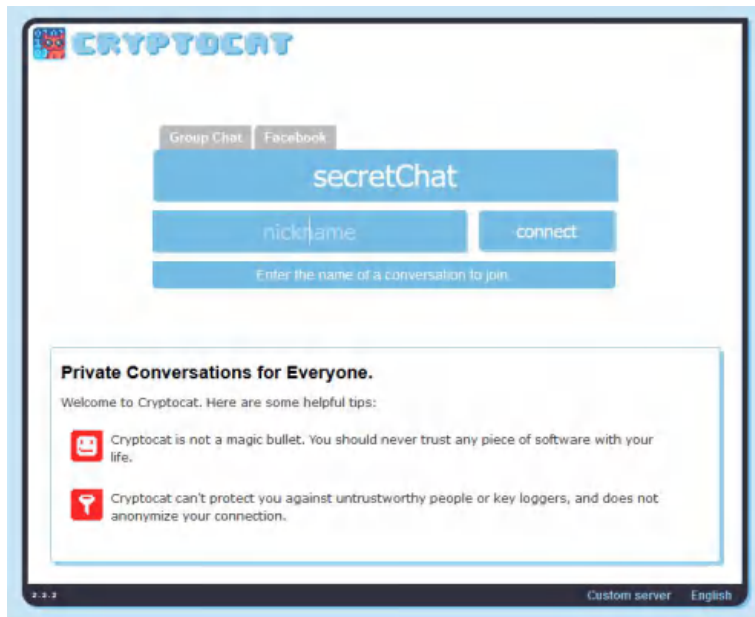 CRYPTOCAT
Group Chat Facebook
secretChat
nickname connect
Enter the name of a conversation to join.
Private Conversations for Everyone.
Welcome to Cryptocat. Here are some helpful tips:
Cryptocat is not a magic bullet. You should never trust any piece of software with your
life.
Cryptocat can't protect you against untrustworthy people or key loggers, and does not
anonymize your connection.
2.2.2 Custom server English